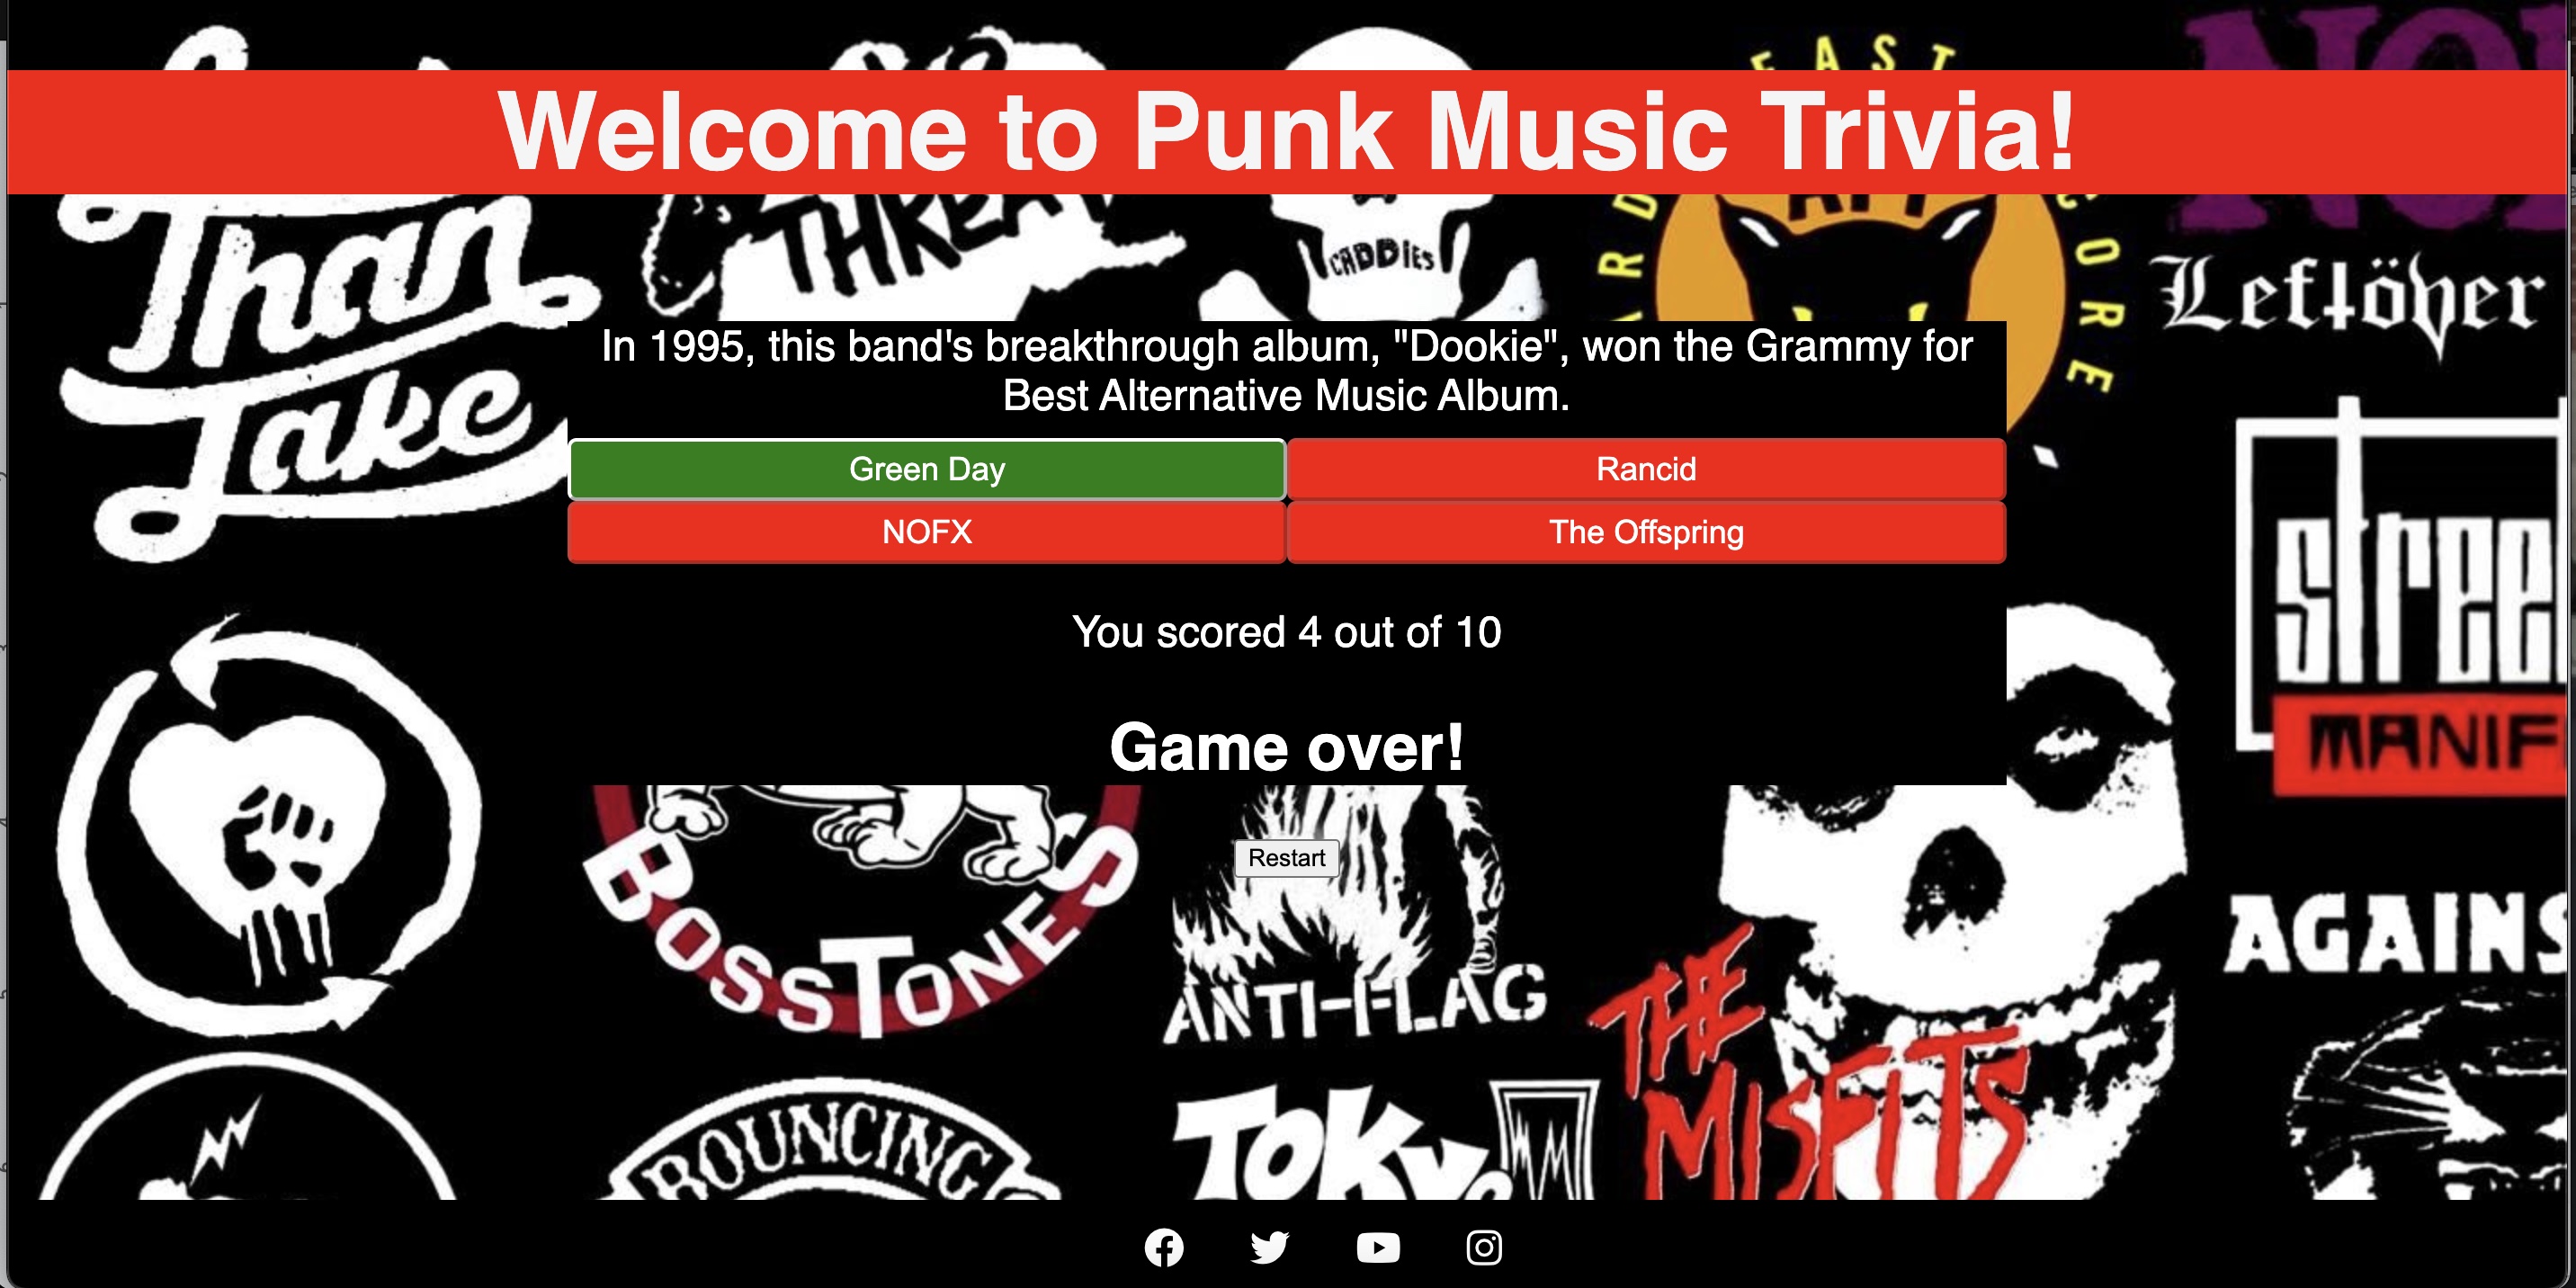 EAST
Welcome to Punk Music Trivia!
Than
THREAT
CADDIES
HARDCORE
Leftöver
Jake
In 1995, this band's breakthrough album, "Dookie", won the Grammy for
Best Alternative Music Album.
Green Day
Rancid
NOFX
The Offspring
You scored 4 out of 10
street
MANIF
Game over!
Restart
BOSSTONES
ANTI-FLAG
AGAINS
THE
MISFITS
BOUNCING
TOKYO